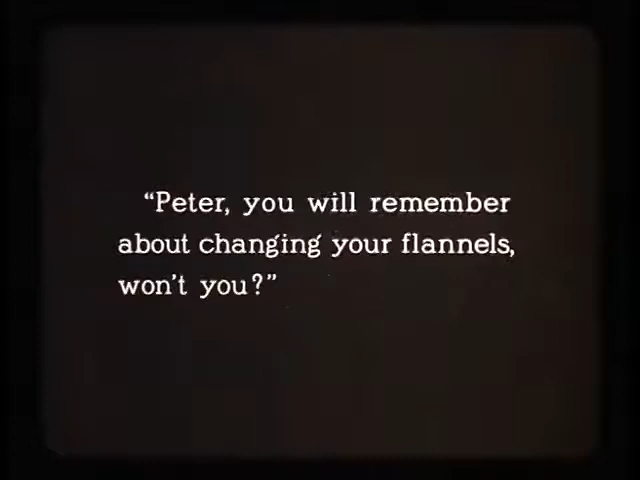 “Peter, you will remember
about changing your flannels,
won't you?”